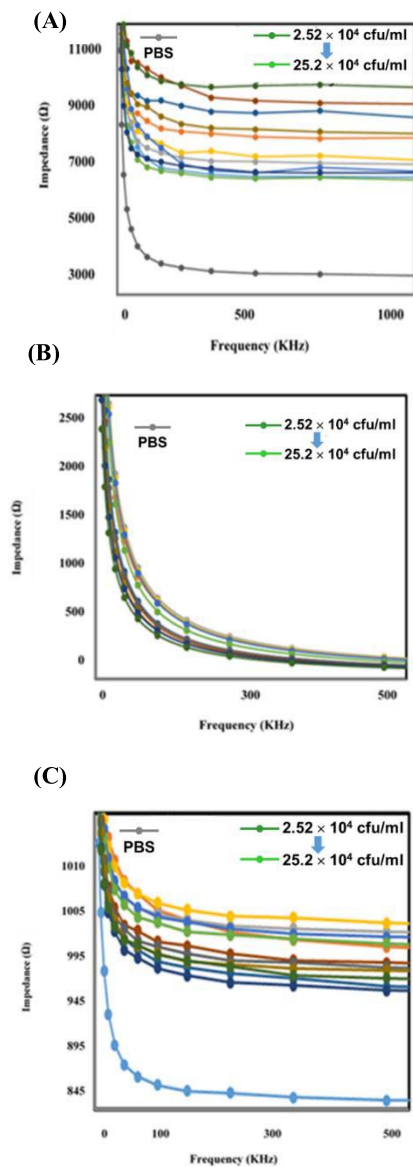 (A)
11000
9000
7000
5000
3000
Impedance (Ω)
PBS
2.52 × 10⁴ cfu/ml
25.2 × 10⁴ cfu/ml
0
500
1000
Frequency (KHz)
(B)
2500
2000
1500
1000
500
0
Impedance (Ω)
PBS
2.52 × 10⁴ cfu/ml
25.2 × 10⁴ cfu/ml
0
300
500
Frequency (KHz)
(C)
1010
1005
995
945
895
845
Impedance (Ω)
PBS
2.52 × 10⁴ cfu/ml
25.2 × 10⁴ cfu/ml
0
100
300
500
Frequency (KHz)